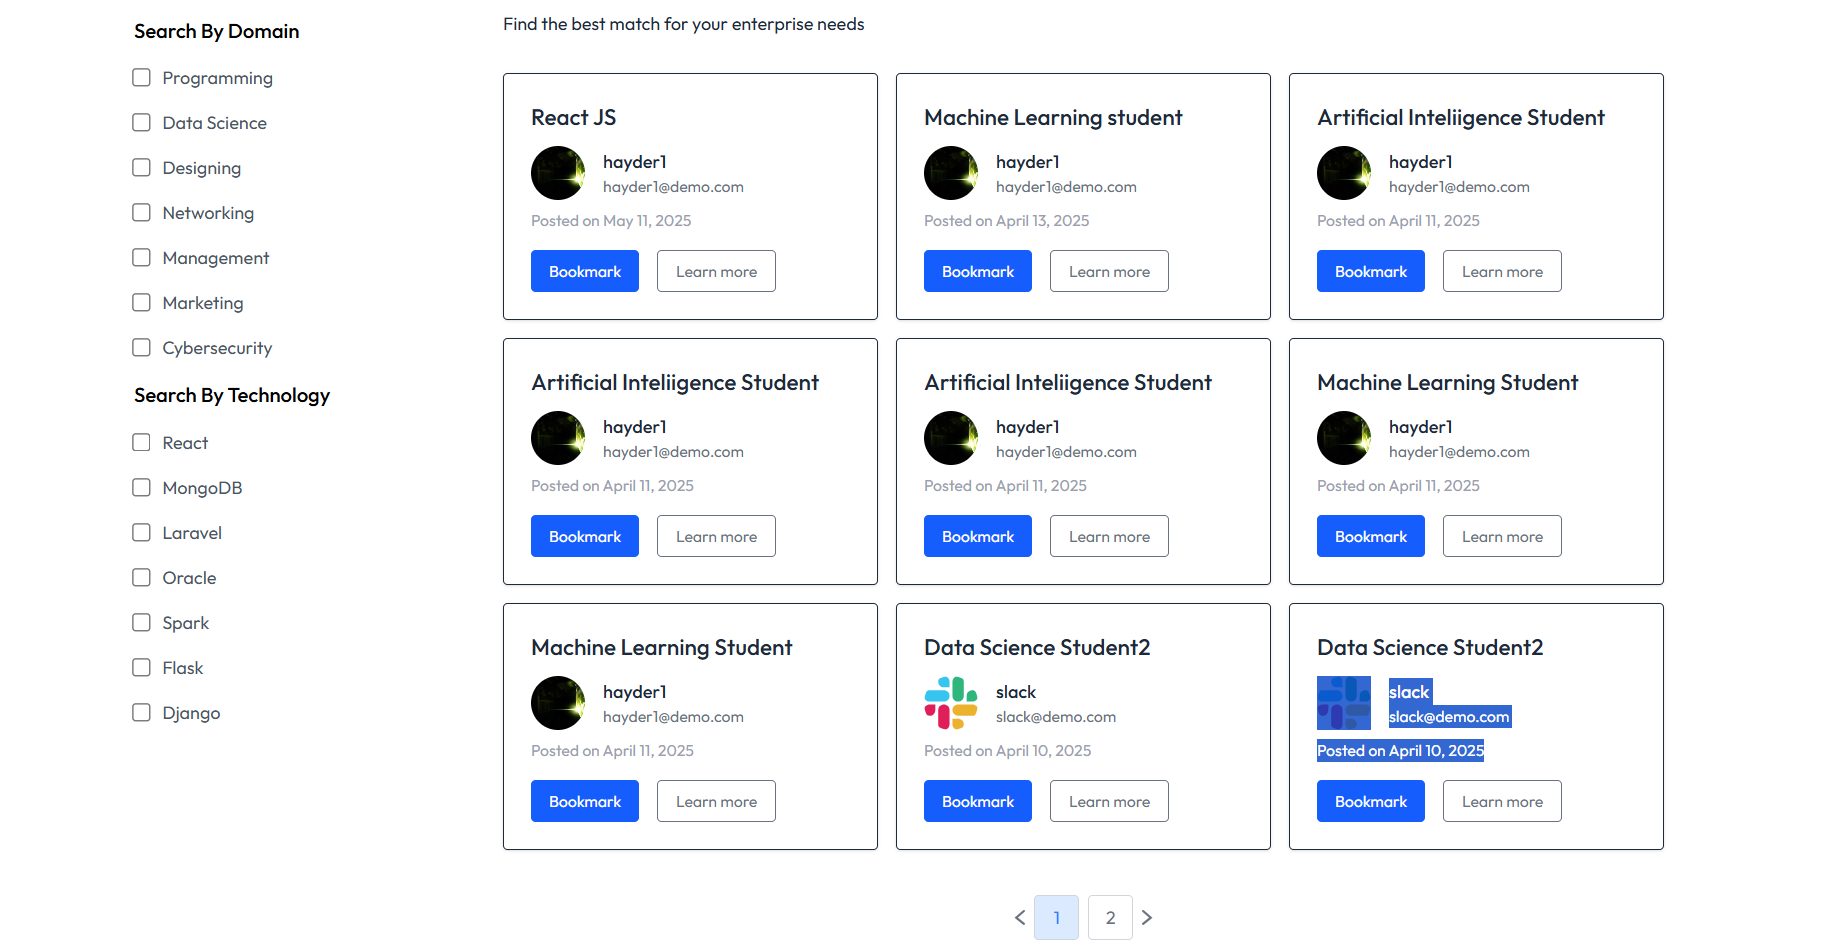 Search By Domain
Programming
Data Science
Designing
Networking
Management
Marketing
Cybersecurity
Search By Technology
React
MongoDB
Laravel
Oracle
Spark
Flask
Django
Find the best match for your enterprise needs
React JS
hayder1
hayder1@demo.com
Posted on May 11, 2025
Bookmark
Learn more
Machine Learning student
hayder1
hayder1@demo.com
Posted on April 13, 2025
Bookmark
Learn more
Artificial Inteliigence Student
hayder1
hayder1@demo.com
Posted on April 11, 2025
Bookmark
Learn more
Artificial Inteliigence Student
hayder1
hayder1@demo.com
Posted on April 11, 2025
Bookmark
Learn more
Artificial Inteliigence Student
hayder1
hayder1@demo.com
Posted on April 11, 2025
Bookmark
Learn more
Machine Learning Student
hayder1
hayder1@demo.com
Posted on April 11, 2025
Bookmark
Learn more
Machine Learning Student
hayder1
hayder1@demo.com
Posted on April 11, 2025
Bookmark
Learn more
Data Science Student2
slack
slack@demo.com
Posted on April 10, 2025
Bookmark
Learn more
Data Science Student2
slack
slack@demo.com
Posted on April 10, 2025
Bookmark
Learn more
1
2